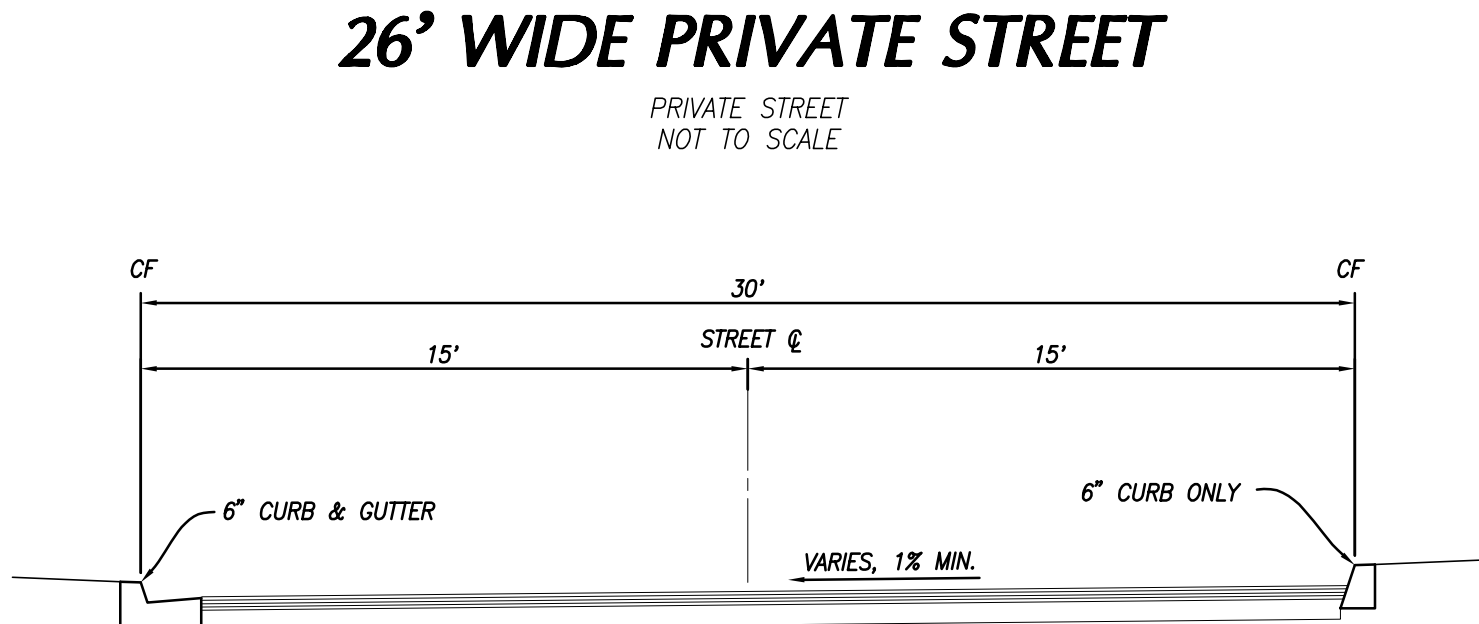 26' WIDE PRIVATE STREET
PRIVATE STREET
NOT TO SCALE
CF
CF
30'
STREET ℄
15'
15'
6" CURB ONLY
6" CURB & GUTTER
VARIES, 1% MIN.